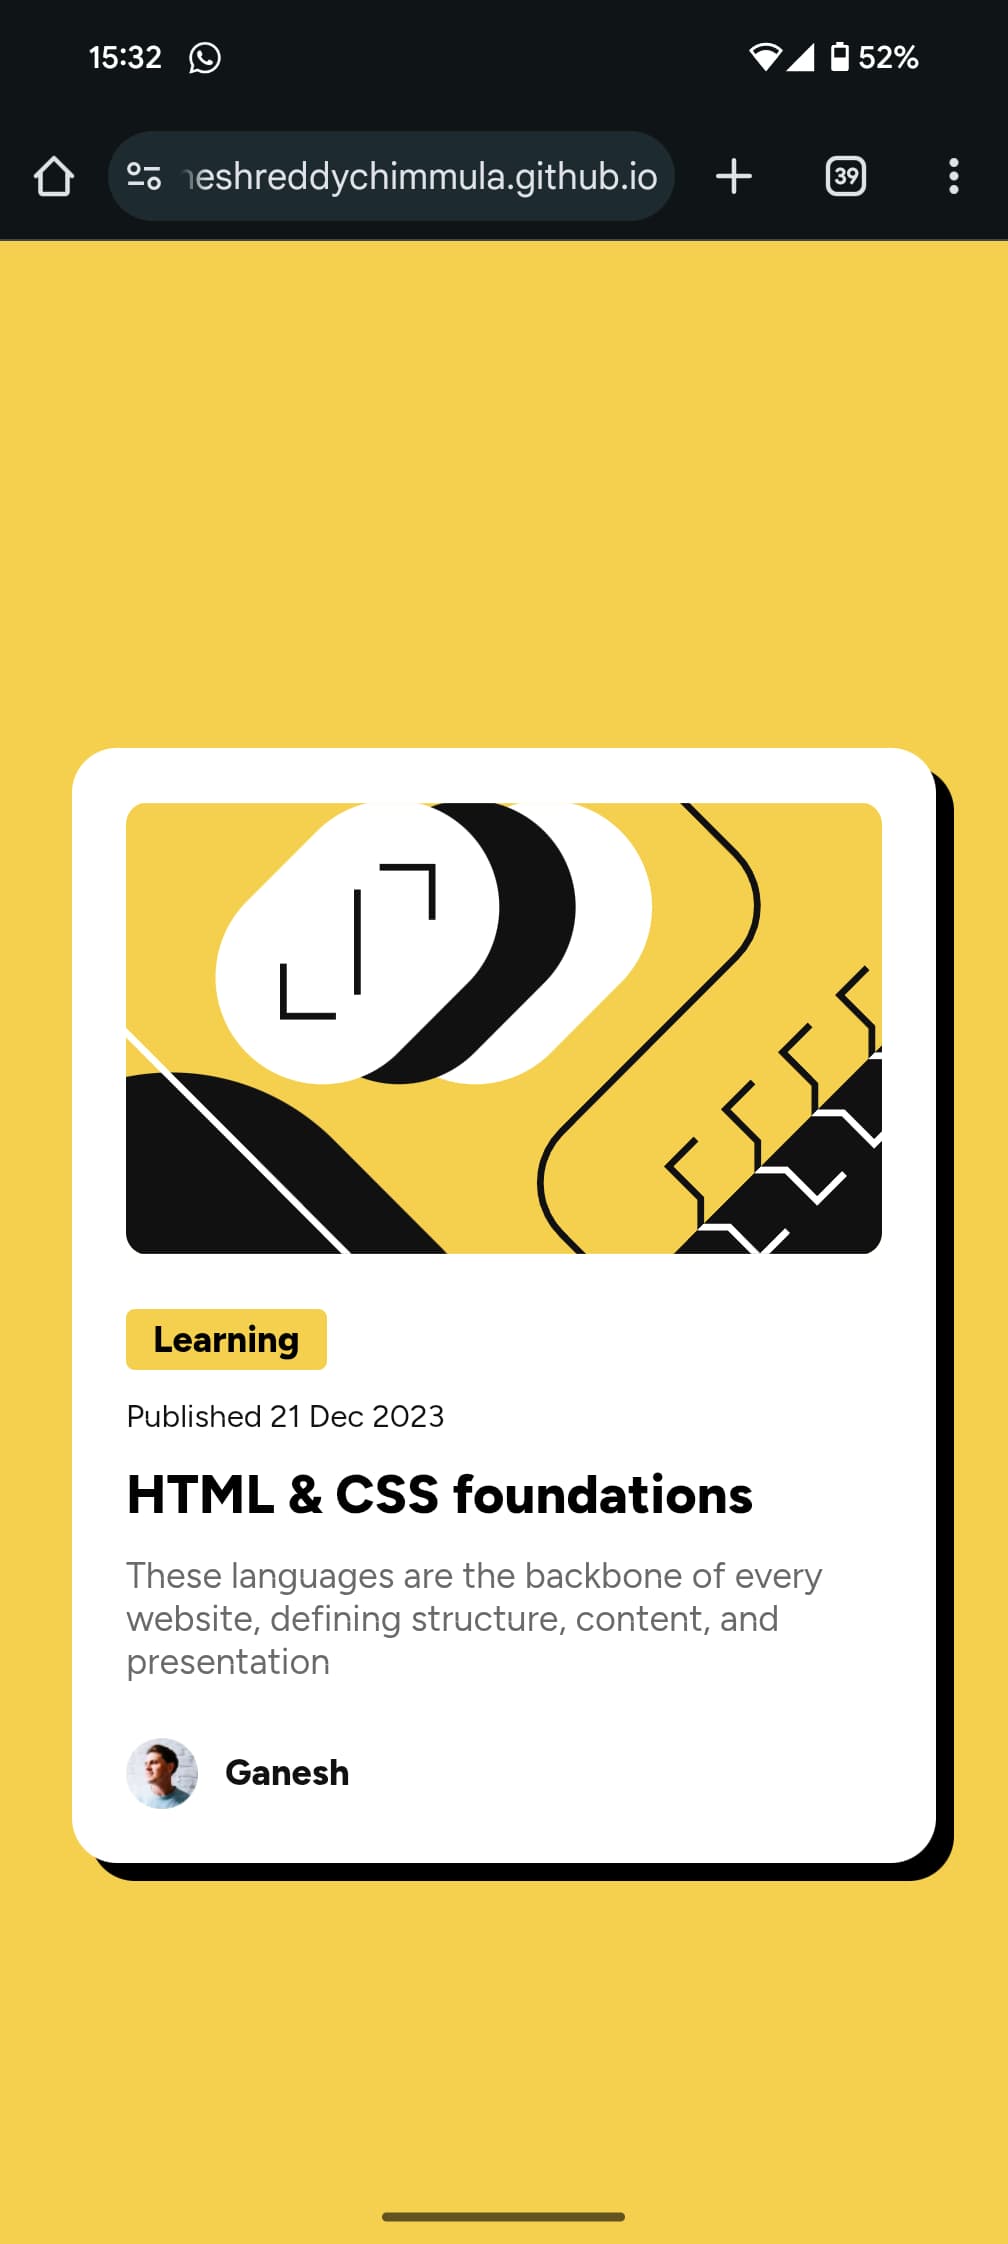 15:32 52%
neshreddychimmula.github.io 39
Learning
Published 21 Dec 2023
HTML & CSS foundations
These languages are the backbone of every
website, defining structure, content, and
presentation
Ganesh